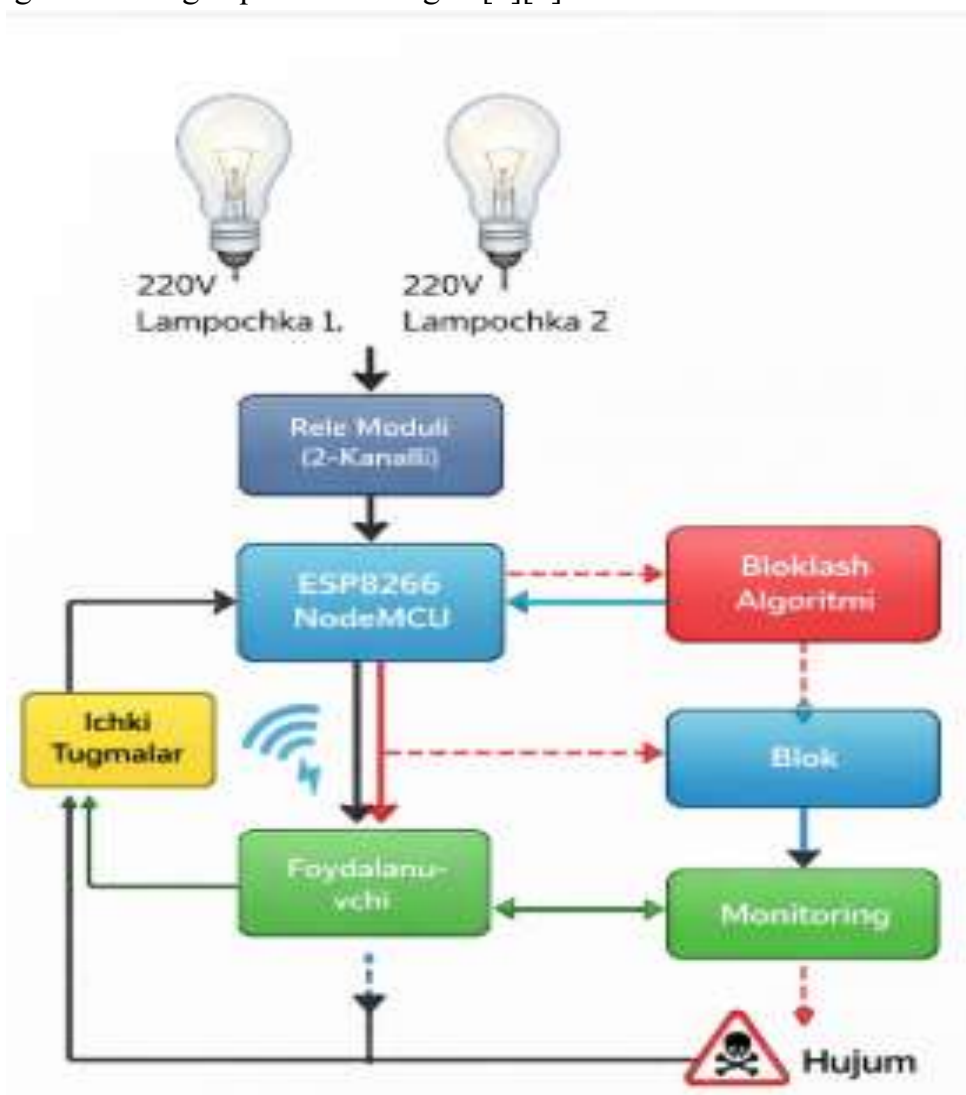 220V
Lampochka 1.
220V
Lampochka 2
Rele Moduli
(2-Kanalli)
ESP8266
NodeMCU
Bloklash
Algoritmi
Ichki
Tugmalar
Blok
Foydalanu-
vchi
Monitoring
Hujum